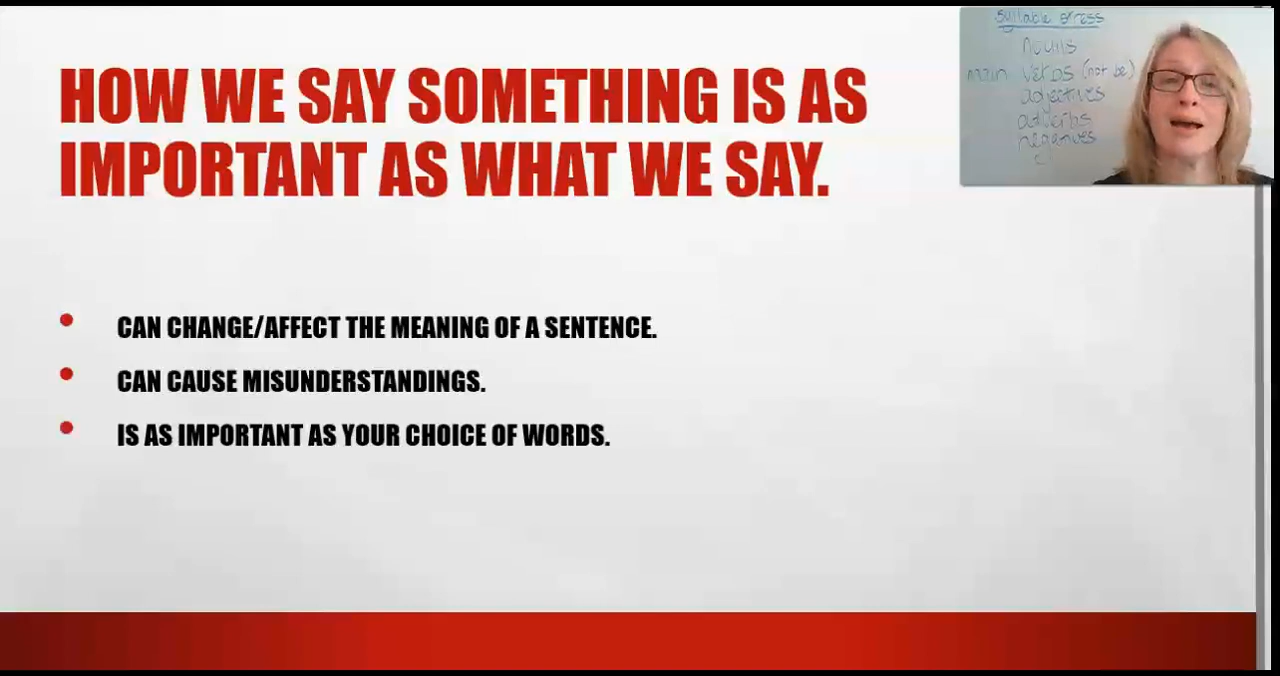 HOW WE SAY SOMETHING IS AS
IMPORTANT AS WHAT WE SAY.
CAN CHANGE/AFFECT THE MEANING OF A SENTENCE.
CAN CAUSE MISUNDERSTANDINGS.
IS AS IMPORTANT AS YOUR CHOICE OF WORDS.
syllable stress
nouns
main verbs (not be)
adjectives
adverbs
negatives